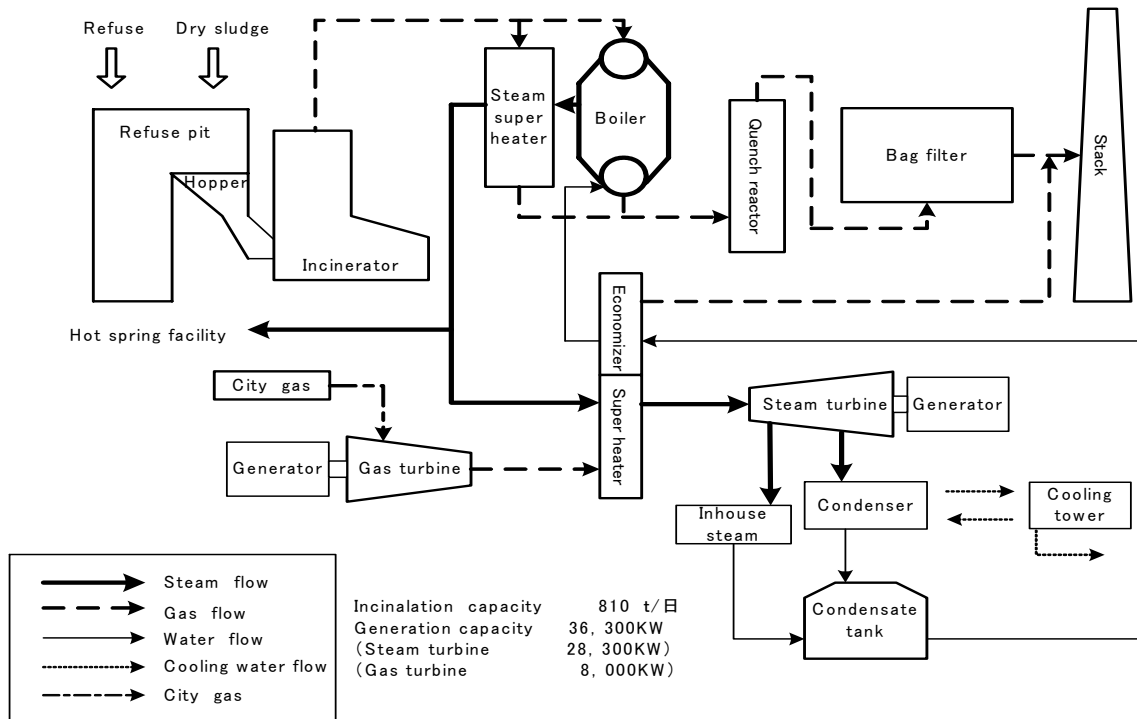 Refuse
Dry sludge
Refuse pit
Hopper
Incinerator
Steam
super
heater
Boiler
Quench reactor
Bag filter
Stack
Hot spring facility
Economizer
Super heater
City gas
Generator
Gas turbine
Steam turbine
Generator
Inhouse
steam
Condenser
Cooling
tower
Condensate
tank
Steam flow
Gas flow
Water flow
Cooling water flow
City gas
Incinalation capacity 810 t/日
Generation capacity 36, 300KW
(Steam turbine 28, 300KW)
(Gas turbine 8, 000KW)